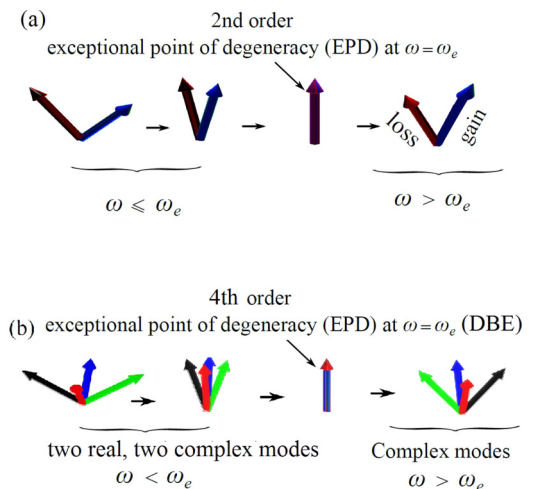 (a)
2nd order
exceptional point of degeneracy (EPD) at ω = ωe
loss
gain
ω ⩽ ωe
ω > ωe
4th order
(b) exceptional point of degeneracy (EPD) at ω = ωe (DBE)
two real, two complex modes
Complex modes
ω < ωe
ω > ωe